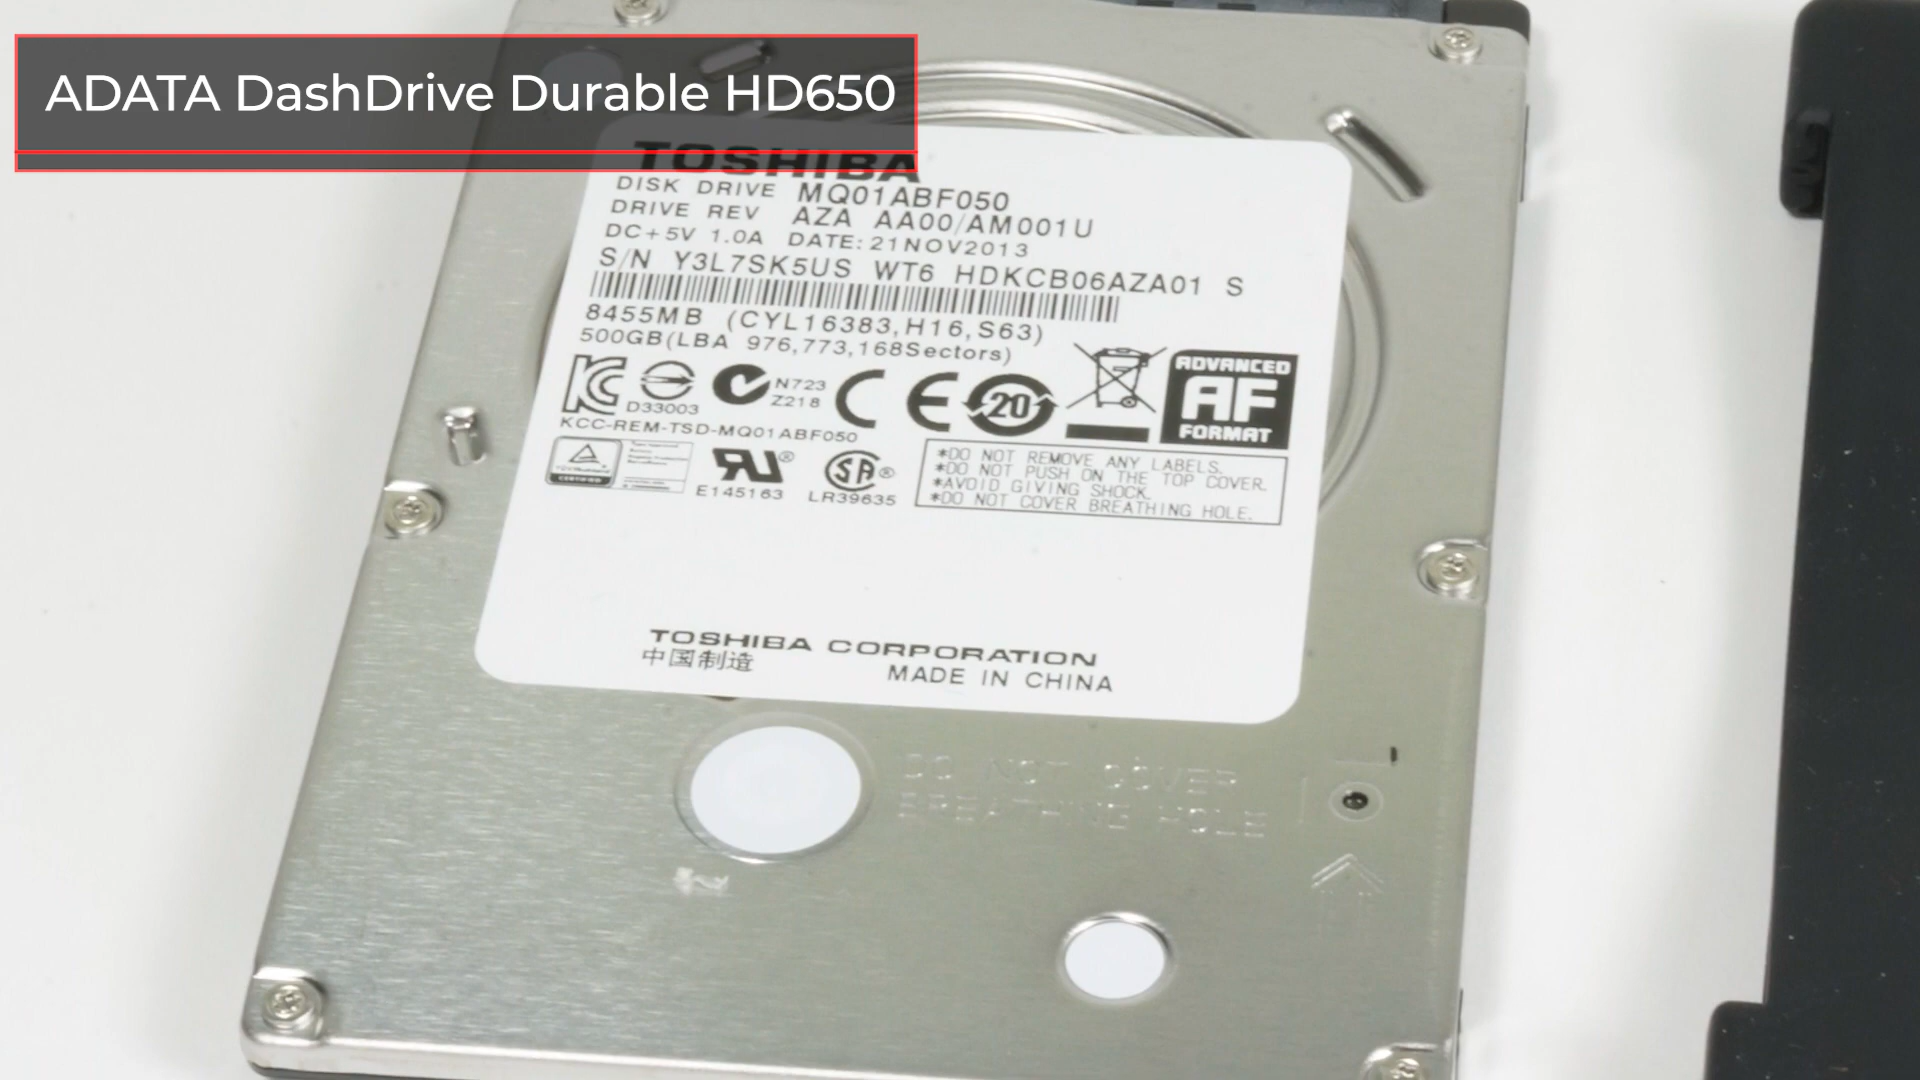 ADATA DashDrive Durable HD650
TOSHIBA
DISK DRIVE MQ01ABF050
DRIVE REV AZA AA00/AM001U
DC+5V 1.0A DATE:21NOV2013
S/N Y3L7SK5US WT6 HDKCB06AZA01 S
8455MB (CYL16383,H16,S63)
500GB(LBA 976,773,168Sectors)
ADVANCED
AF
FORMAT
N723
Z218
20
D33003
KCC-REM-TSD-MQ01ABF050
E145163
LR39635
*DO NOT REMOVE ANY LABELS.
*DO NOT PUSH ON THE TOP COVER.
*AVOID GIVING SHOCK.
*DO NOT COVER BREATHING HOLE.
TOSHIBA CORPORATION
中国制造 MADE IN CHINA
DO NOT COVER
BREATHING HOLE